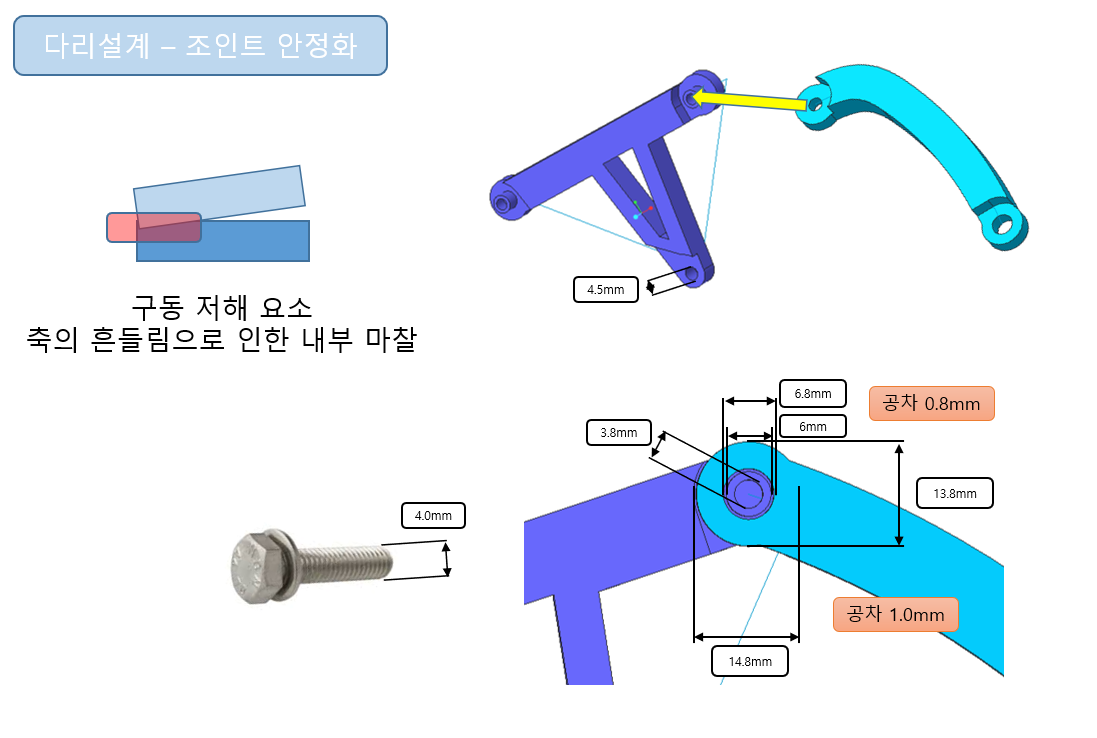 다리설계 – 조인트 안정화
4.5mm
구동 저해 요소
축의 흔들림으로 인한 내부 마찰
6.8mm
공차 0.8mm
3.8mm
6mm
13.8mm
4.0mm
공차 1.0mm
14.8mm